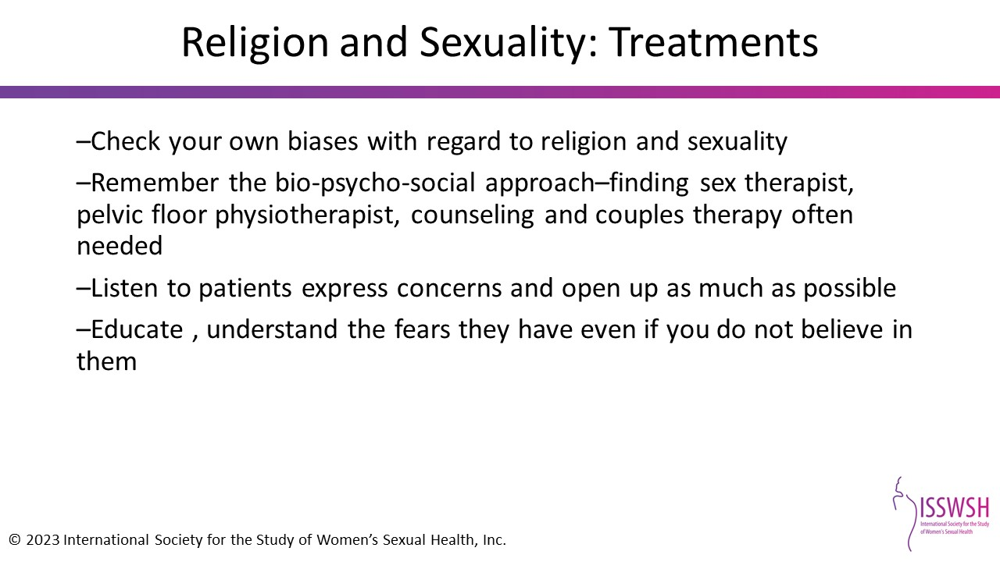 Religion and Sexuality: Treatments
–Check your own biases with regard to religion and sexuality
–Remember the bio-psycho-social approach–finding sex therapist,
pelvic floor physiotherapist, counseling and couples therapy often
needed
–Listen to patients express concerns and open up as much as possible
–Educate , understand the fears they have even if you do not believe in
them
ISSWSH
International Society for the Study
of Women's Sexual Health
© 2023 International Society for the Study of Women’s Sexual Health, Inc.